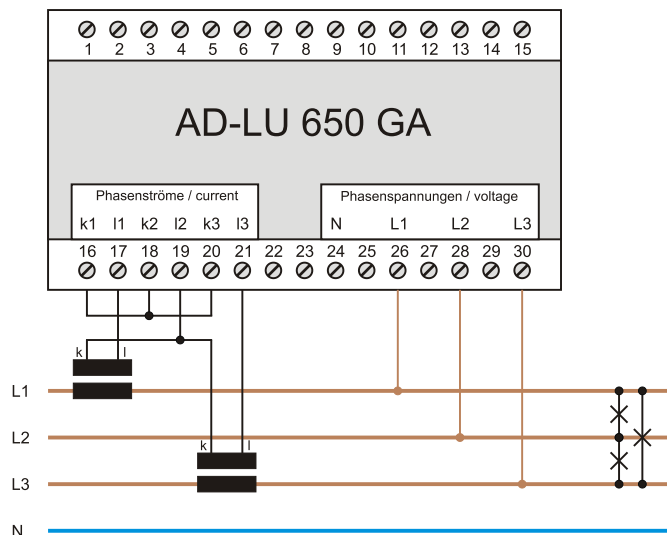 1 2 3 4 5 6 7 8 9 10 11 12 13 14 15
AD-LU 650 GA
Phasenströme / current
k1 l1 k2 l2 k3 l3
Phasenspannungen / voltage
N L1 L2 L3
16 17 18 19 20 21 22 23 24 25 26 27 28 29 30
k l
L1
L2
k l
L3
N